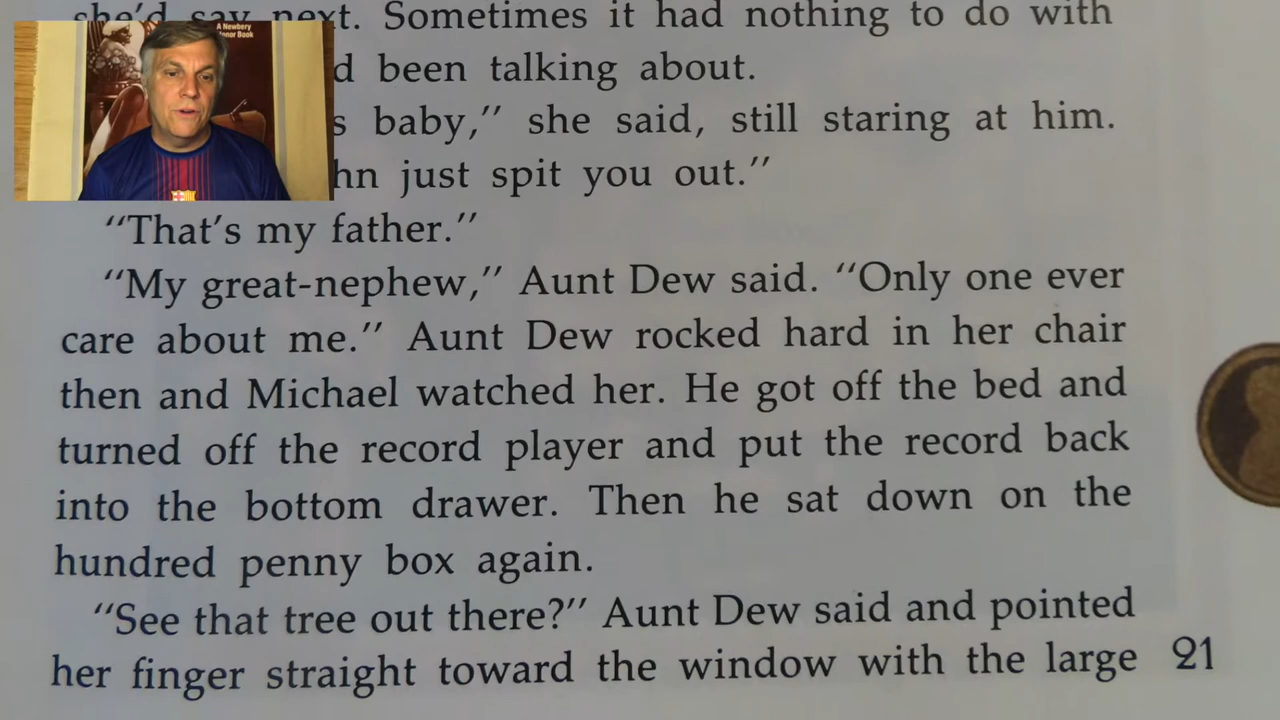 she'd say next. Sometimes it had nothing to do with
A Newbery
Honor Book
d been talking about.
s baby,” she said, still staring at him.
hn just spit you out.”
“That's my father.”
“My great-nephew,” Aunt Dew said. “Only one ever
care about me.” Aunt Dew rocked hard in her chair
then and Michael watched her. He got off the bed and
turned off the record player and put the record back
into the bottom drawer. Then he sat down on the
hundred penny box again.
“See that tree out there?” Aunt Dew said and pointed
her finger straight toward the window with the large
21